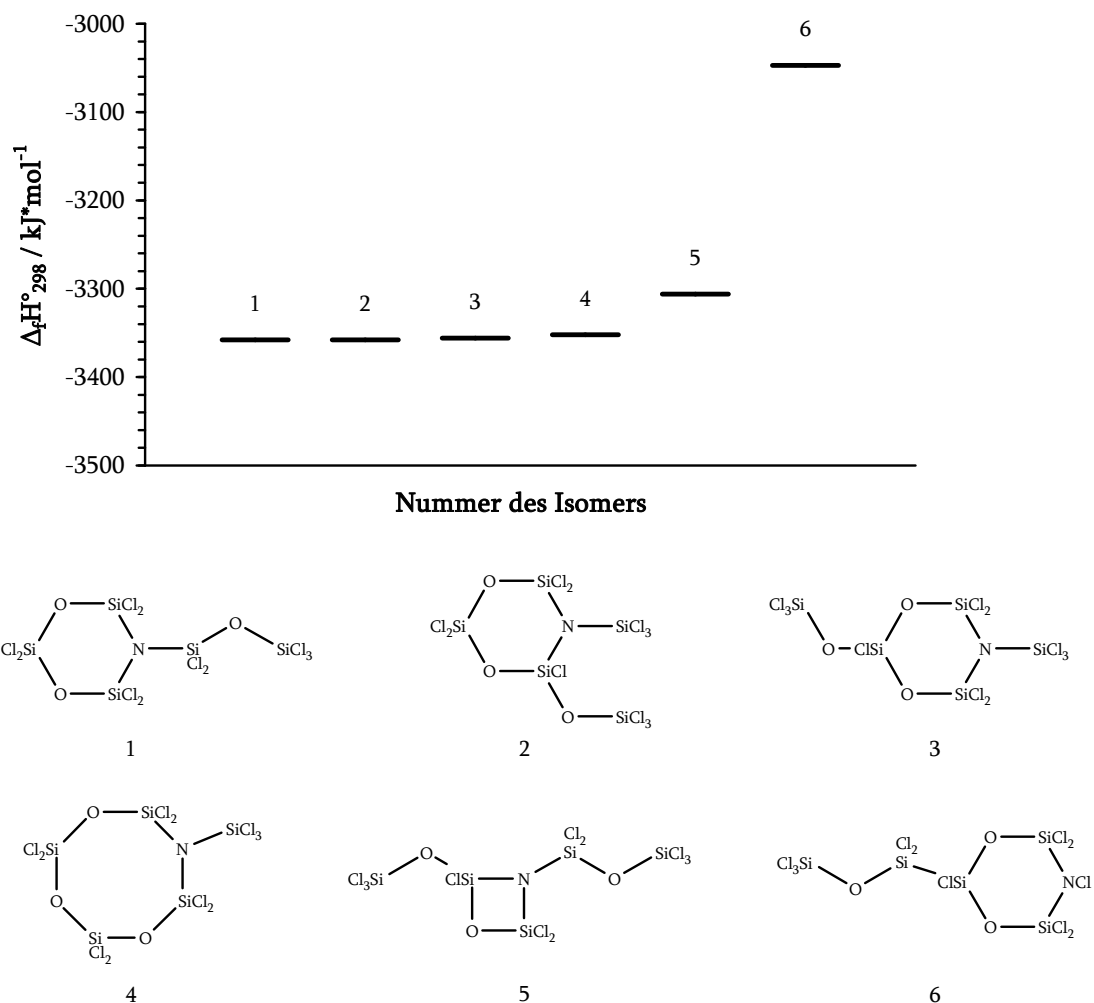 -3000
-3100
-3200
-3300
-3400
-3500
ΔfH°298 / kJ*mol-1
1
2
3
4
5
6
Nummer des Isomers
O SiCl2
Cl2Si N Si Cl2 O SiCl3
O SiCl2
1
O SiCl2
Cl2Si N SiCl3
O SiCl
O SiCl3
2
Cl3Si O SiCl2
O ClSi N SiCl3
O SiCl2
3
O SiCl2 SiCl3
Cl2Si N
O SiCl2
Si Cl2 O
4
O Cl2 Si SiCl3
Cl3Si ClSi N O
O SiCl2
5
Cl2 O SiCl2
Cl3Si Si ClSi NCl
O O SiCl2
6